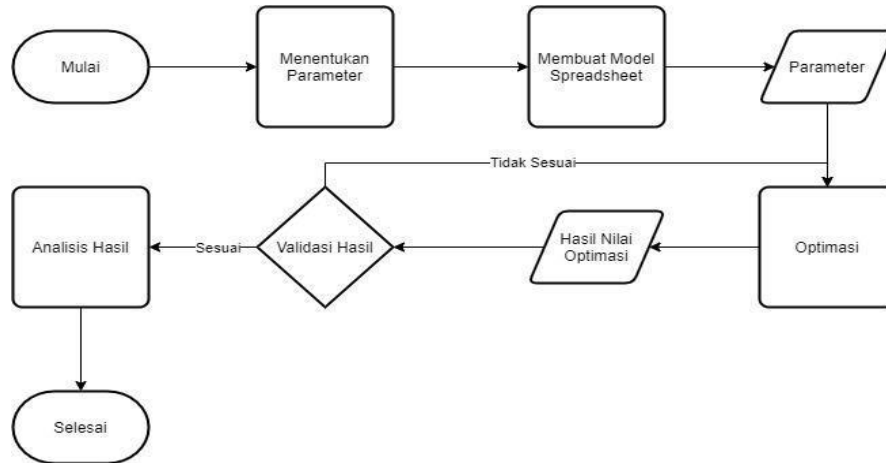 Mulai
Menentukan
Parameter
Membuat Model
Spreadsheet
Parameter
Tidak Sesuai
Analisis Hasil
Sesuai
Validasi Hasil
Hasil Nilai
Optimasi
Optimasi
Selesai